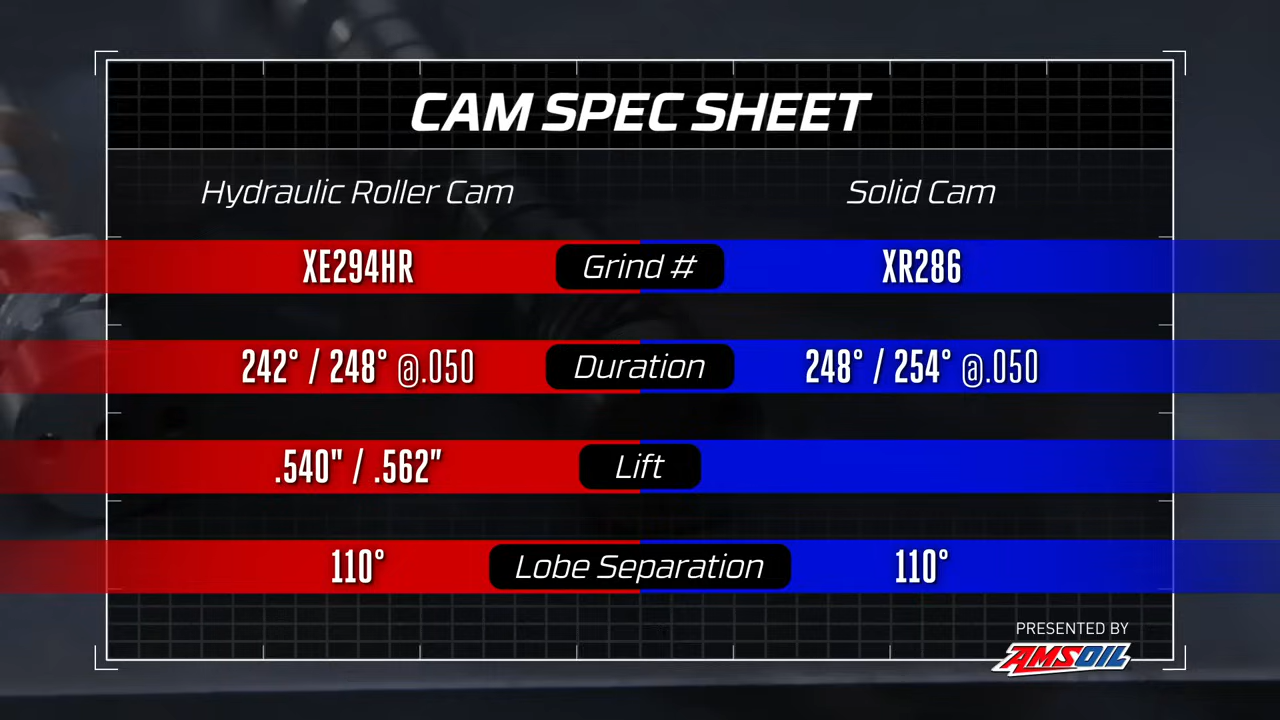 CAM SPEC SHEET
Hydraulic Roller Cam Solid Cam
XE294HR Grind # XR286
242° / 248° @.050 Duration 248° / 254° @.050
.540" / .562" Lift
110° Lobe Separation 110°
PRESENTED BY
AMSOIL